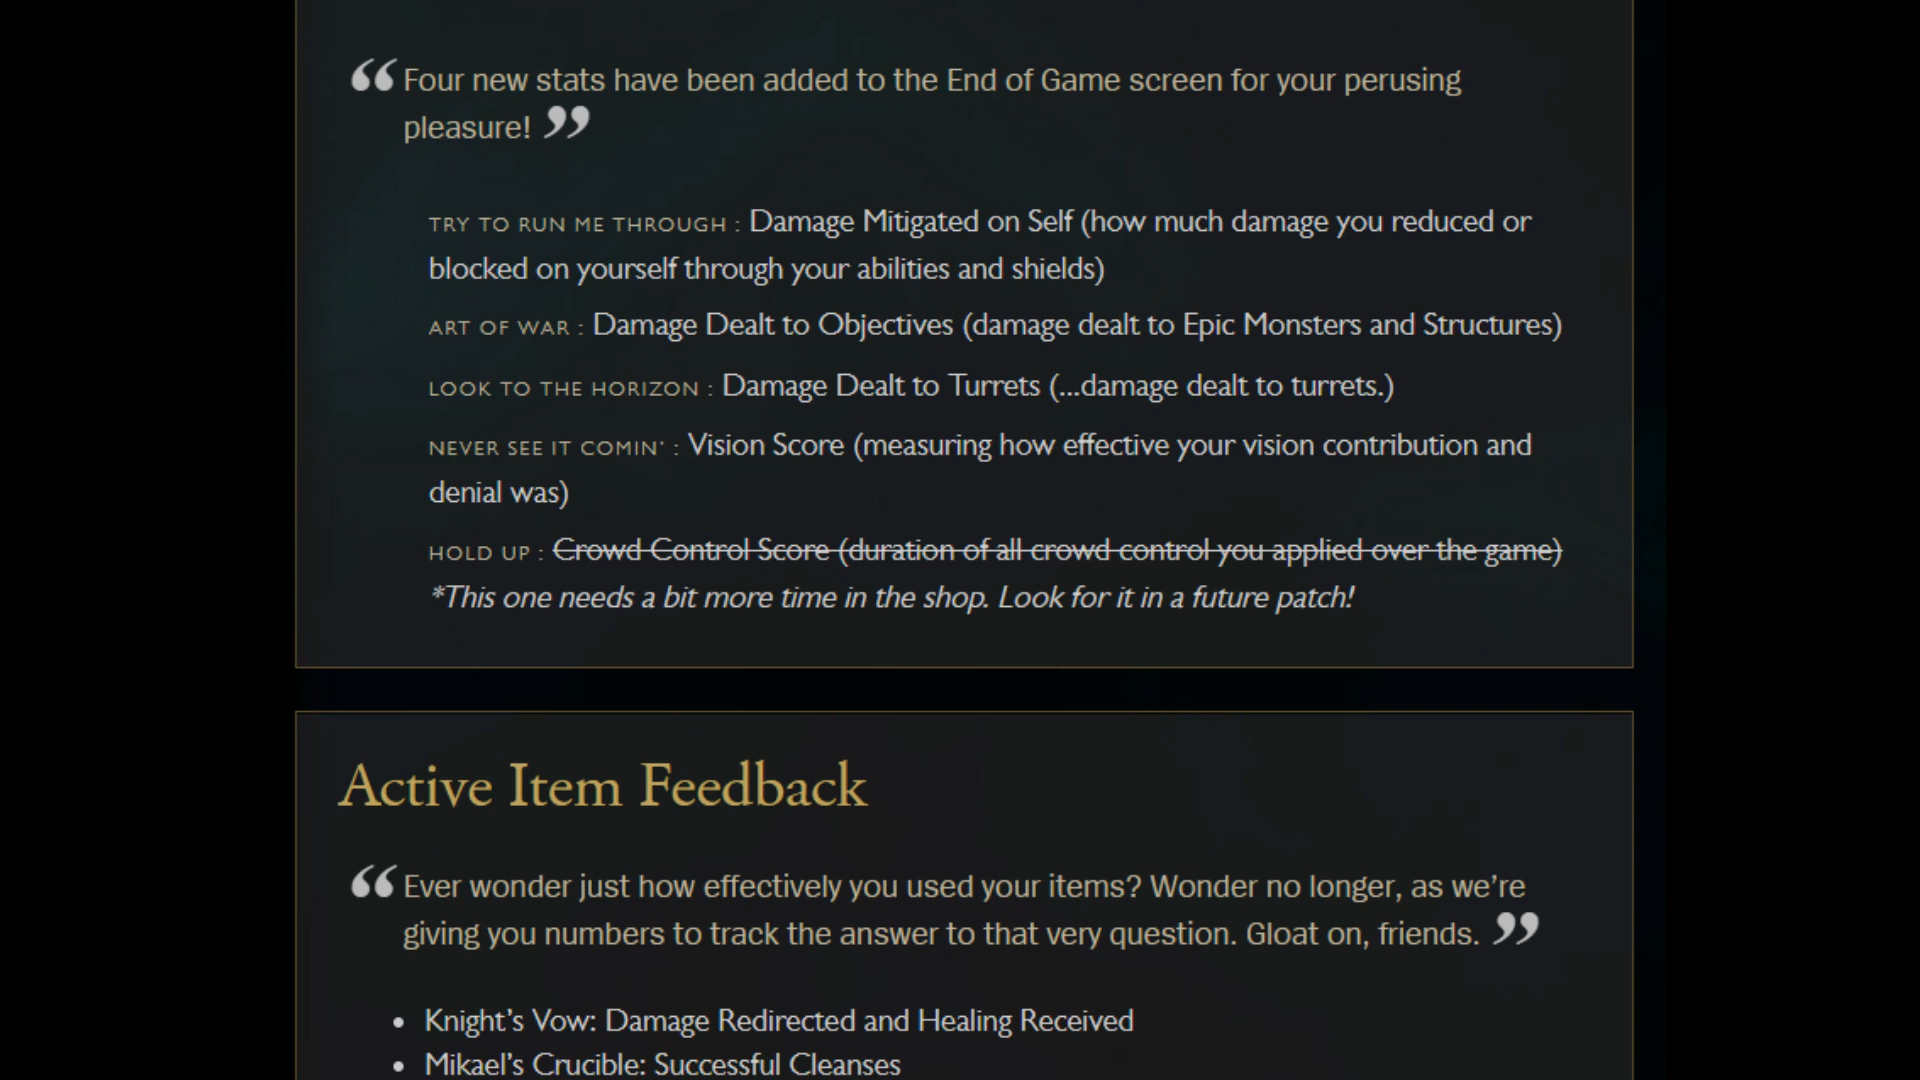 “Four new stats have been added to the End of Game screen for your perusing
pleasure! ”
TRY TO RUN ME THROUGH : Damage Mitigated on Self (how much damage you reduced or
blocked on yourself through your abilities and shields)
ART OF WAR : Damage Dealt to Objectives (damage dealt to Epic Monsters and Structures)
LOOK TO THE HORIZON : Damage Dealt to Turrets (...damage dealt to turrets.)
NEVER SEE IT COMIN' : Vision Score (measuring how effective your vision contribution and
denial was)
HOLD UP : Crowd Control Score (duration of all crowd control you applied over the game)
*This one needs a bit more time in the shop. Look for it in a future patch!
Active Item Feedback
“Ever wonder just how effectively you used your items? Wonder no longer, as we’re
giving you numbers to track the answer to that very question. Gloat on, friends. ”
• Knight’s Vow: Damage Redirected and Healing Received
• Mikael’s Crucible: Successful Cleanses